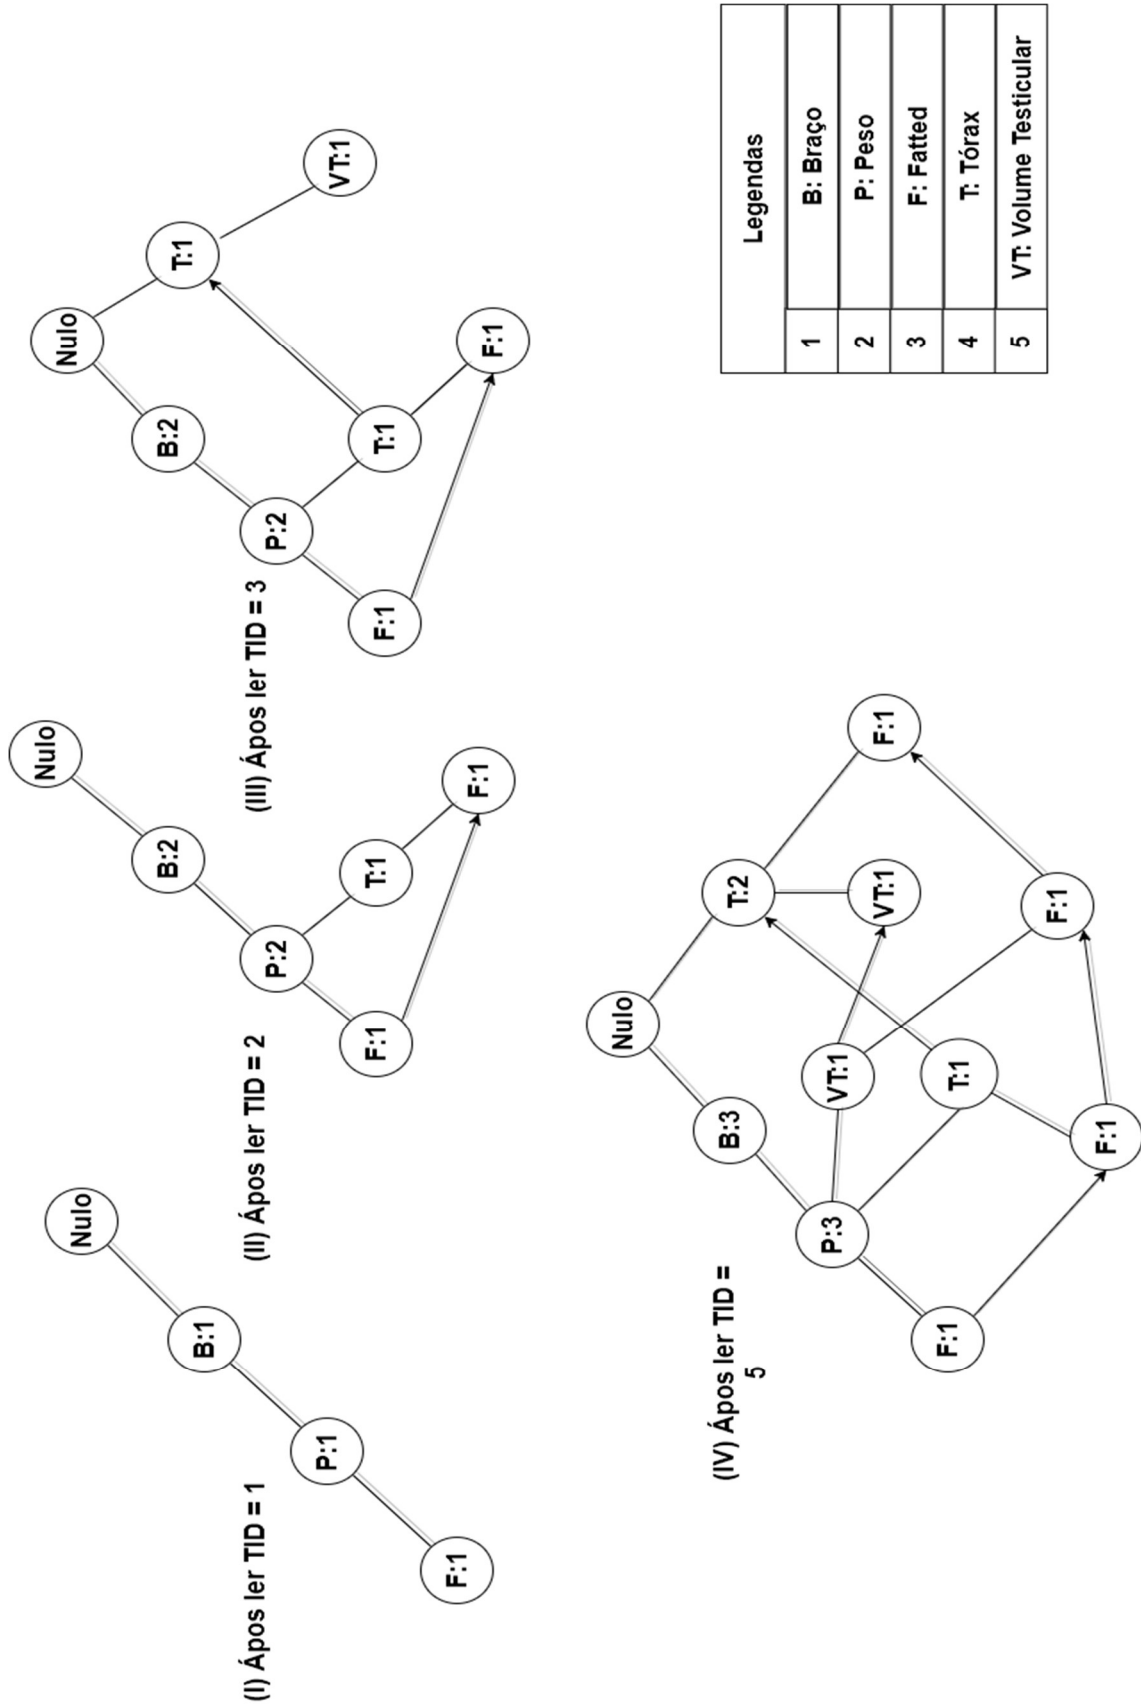 Nulo
B:1
P:1
F:1
(I) Ápos ler TID = 1
Nulo
B:2
P:2
F:1
T:1
F:1
(II) Ápos ler TID = 2
Nulo
B:2
T:1
P:2
VT:1
F:1
T:1
F:1
(III) Ápos ler TID = 3
Nulo
B:3
T:2
P:3
VT:1
VT:1
F:1
F:1
T:1
F:1
F:1
(IV) Ápos ler TID =
5
Legendas
1 B: Braço
2 P: Peso
3 F: Fatted
4 T: Tórax
5 VT: Volume Testicular